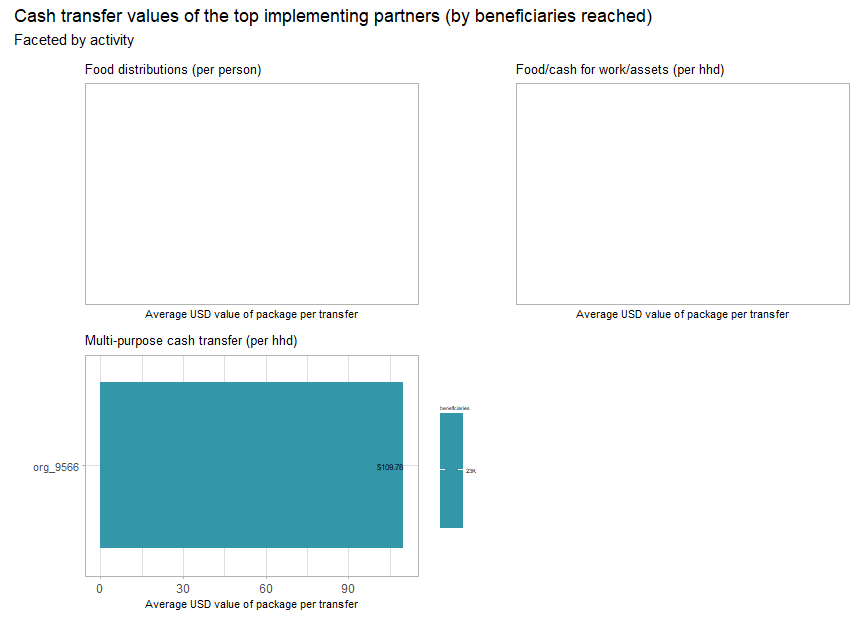 Cash transfer values of the top implementing partners (by beneficiaries reached)
Faceted by activity
Food distributions (per person)
Food/cash for work/assets (per hhd)
Average USD value of package per transfer
Average USD value of package per transfer
Multi-purpose cash transfer (per hhd)
beneficiaries
org_9566
$109.78
23K
0 30 60 90
Average USD value of package per transfer